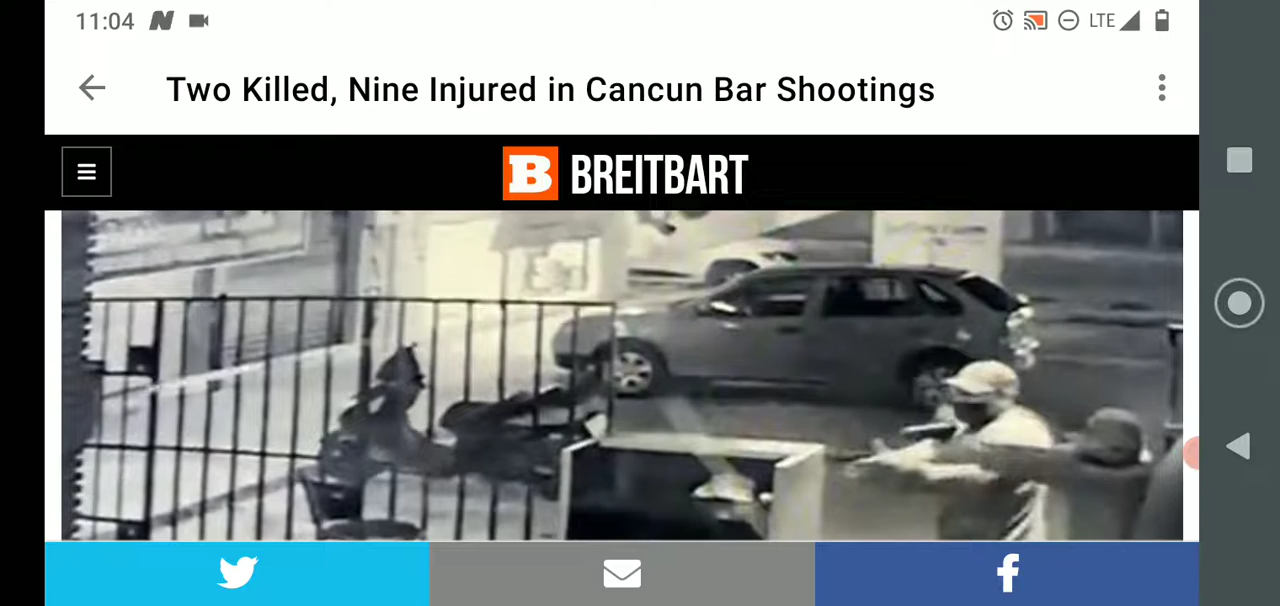 11:04
LTE
Two Killed, Nine Injured in Cancun Bar Shootings
B BREITBART